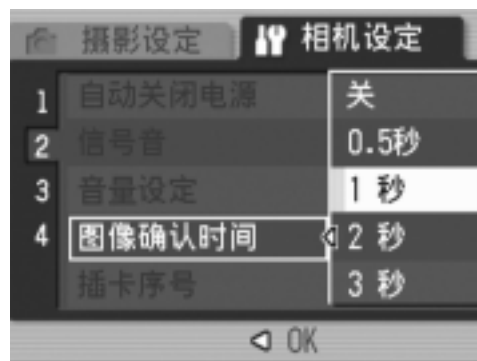 摄影设定 相机设定
1 自动关闭电源 关
2 信号音 0.5秒
3 音量设定 1 秒
4 图像确认时间 2 秒
插卡序号 3 秒
OK